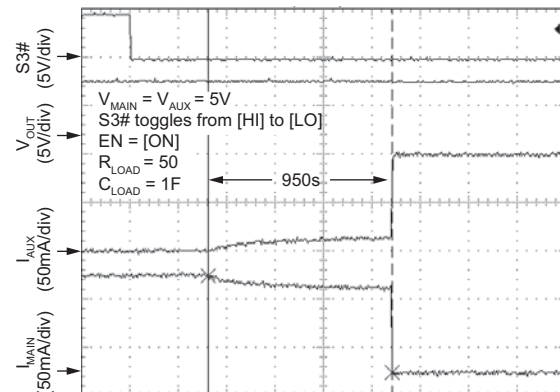 S3#
(5V/div)
V_OUT
(5V/div)
I_AUX
(50mA/div)
I_MAIN
(50mA/div)
V_MAIN = V_AUX = 5V
S3# toggles from [HI] to [LO]
EN = [ON]
R_LOAD = 50
C_LOAD = 1F
950s